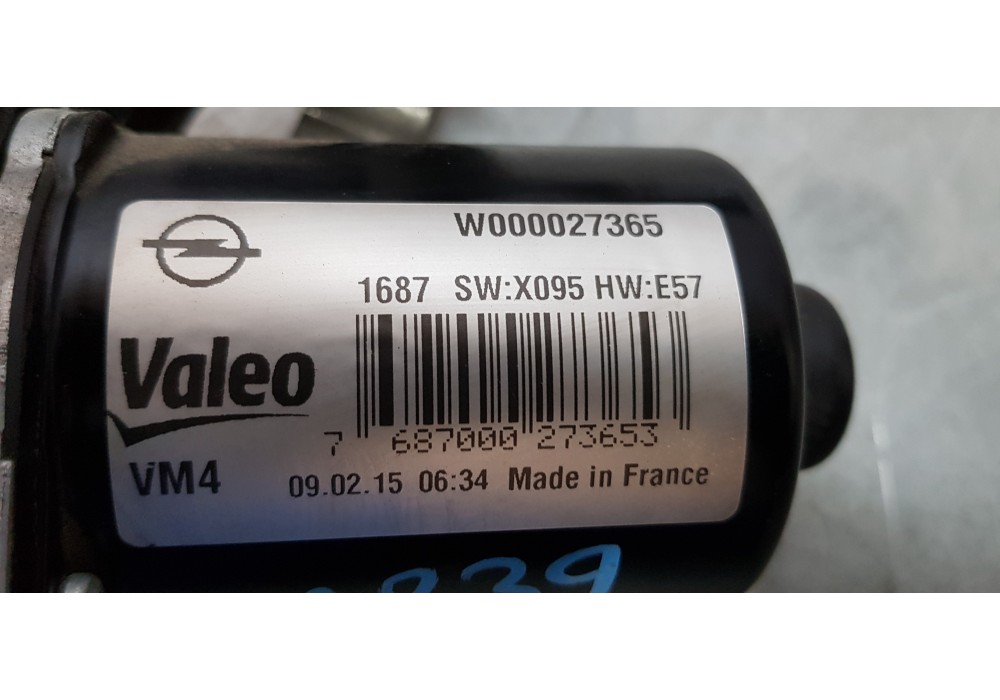 W000027365
1687 SW:X095 HW:E57
Valeo
7 687000 273653
VM4
09.02.15 06:34 Made in France
839